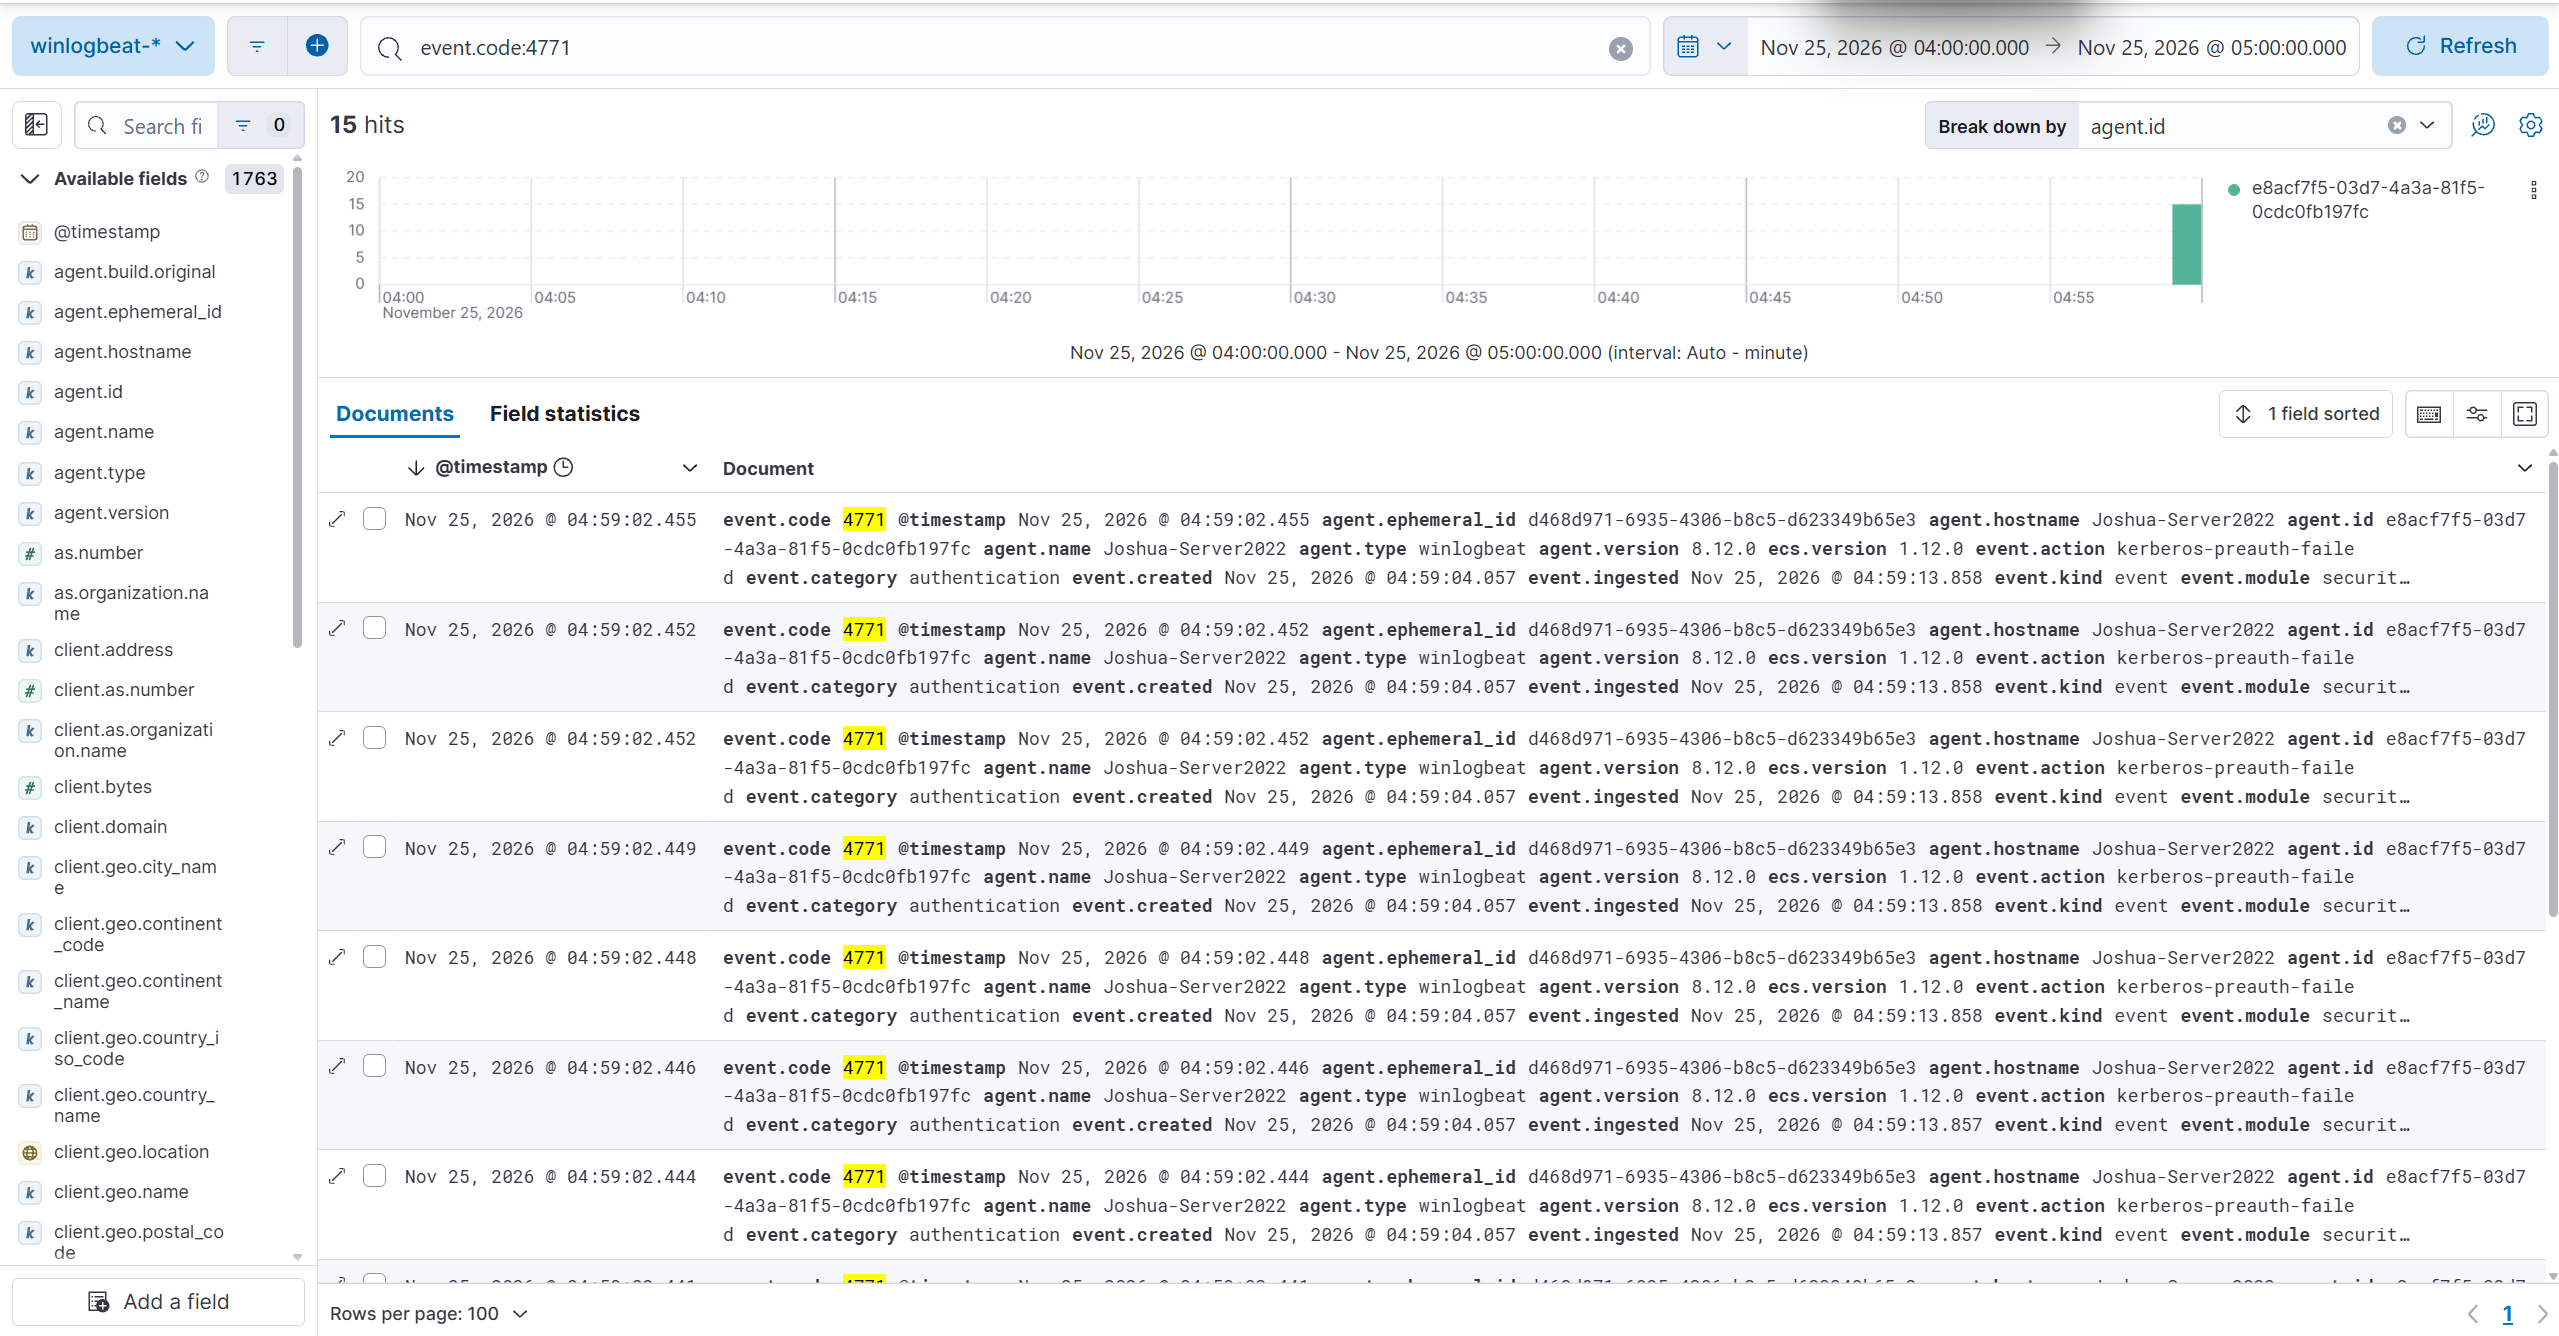 winlogbeat-*
event.code:4771
Nov 25, 2026 @ 04:00:00.000 → Nov 25, 2026 @ 05:00:00.000
Refresh
Search fi
0
Available fields
1763
@timestamp
agent.build.original
agent.ephemeral_id
agent.hostname
agent.id
agent.name
agent.type
agent.version
as.number
as.organization.na
me
client.address
client.as.number
client.as.organizati
on.name
client.bytes
client.domain
client.geo.city_nam
e
client.geo.continent
_code
client.geo.continent
_name
client.geo.country_i
so_code
client.geo.country_
name
client.geo.location
client.geo.name
client.geo.postal_co
de
Add a field
15 hits
Break down by agent.id
20
15
10
5
0
04:00 04:05 04:10 04:15 04:20 04:25 04:30 04:35 04:40 04:45 04:50 04:55
November 25, 2026
e8acf7f5-03d7-4a3a-81f5-
0cdc0fb197fc
Nov 25, 2026 @ 04:00:00.000 - Nov 25, 2026 @ 05:00:00.000 (interval: Auto - minute)
Documents Field statistics
1 field sorted
@timestamp Document
Nov 25, 2026 @ 04:59:02.455 event.code 4771 @timestamp Nov 25, 2026 @ 04:59:02.455 agent.ephemeral_id d468d971-6935-4306-b8c5-d623349b65e3 agent.hostname Joshua-Server2022 agent.id e8acf7f5-03d7
-4a3a-81f5-0cdc0fb197fc agent.name Joshua-Server2022 agent.type winlogbeat agent.version 8.12.0 ecs.version 1.12.0 event.action kerberos-preauth-faile
d event.category authentication event.created Nov 25, 2026 @ 04:59:04.057 event.ingested Nov 25, 2026 @ 04:59:13.858 event.kind event event.module securit…
Nov 25, 2026 @ 04:59:02.452 event.code 4771 @timestamp Nov 25, 2026 @ 04:59:02.452 agent.ephemeral_id d468d971-6935-4306-b8c5-d623349b65e3 agent.hostname Joshua-Server2022 agent.id e8acf7f5-03d7
-4a3a-81f5-0cdc0fb197fc agent.name Joshua-Server2022 agent.type winlogbeat agent.version 8.12.0 ecs.version 1.12.0 event.action kerberos-preauth-faile
d event.category authentication event.created Nov 25, 2026 @ 04:59:04.057 event.ingested Nov 25, 2026 @ 04:59:13.858 event.kind event event.module securit…
Nov 25, 2026 @ 04:59:02.452 event.code 4771 @timestamp Nov 25, 2026 @ 04:59:02.452 agent.ephemeral_id d468d971-6935-4306-b8c5-d623349b65e3 agent.hostname Joshua-Server2022 agent.id e8acf7f5-03d7
-4a3a-81f5-0cdc0fb197fc agent.name Joshua-Server2022 agent.type winlogbeat agent.version 8.12.0 ecs.version 1.12.0 event.action kerberos-preauth-faile
d event.category authentication event.created Nov 25, 2026 @ 04:59:04.057 event.ingested Nov 25, 2026 @ 04:59:13.858 event.kind event event.module securit…
Nov 25, 2026 @ 04:59:02.449 event.code 4771 @timestamp Nov 25, 2026 @ 04:59:02.449 agent.ephemeral_id d468d971-6935-4306-b8c5-d623349b65e3 agent.hostname Joshua-Server2022 agent.id e8acf7f5-03d7
-4a3a-81f5-0cdc0fb197fc agent.name Joshua-Server2022 agent.type winlogbeat agent.version 8.12.0 ecs.version 1.12.0 event.action kerberos-preauth-faile
d event.category authentication event.created Nov 25, 2026 @ 04:59:04.057 event.ingested Nov 25, 2026 @ 04:59:13.858 event.kind event event.module securit…
Nov 25, 2026 @ 04:59:02.448 event.code 4771 @timestamp Nov 25, 2026 @ 04:59:02.448 agent.ephemeral_id d468d971-6935-4306-b8c5-d623349b65e3 agent.hostname Joshua-Server2022 agent.id e8acf7f5-03d7
-4a3a-81f5-0cdc0fb197fc agent.name Joshua-Server2022 agent.type winlogbeat agent.version 8.12.0 ecs.version 1.12.0 event.action kerberos-preauth-faile
d event.category authentication event.created Nov 25, 2026 @ 04:59:04.057 event.ingested Nov 25, 2026 @ 04:59:13.858 event.kind event event.module securit…
Nov 25, 2026 @ 04:59:02.446 event.code 4771 @timestamp Nov 25, 2026 @ 04:59:02.446 agent.ephemeral_id d468d971-6935-4306-b8c5-d623349b65e3 agent.hostname Joshua-Server2022 agent.id e8acf7f5-03d7
-4a3a-81f5-0cdc0fb197fc agent.name Joshua-Server2022 agent.type winlogbeat agent.version 8.12.0 ecs.version 1.12.0 event.action kerberos-preauth-faile
d event.category authentication event.created Nov 25, 2026 @ 04:59:04.057 event.ingested Nov 25, 2026 @ 04:59:13.857 event.kind event event.module securit…
Nov 25, 2026 @ 04:59:02.444 event.code 4771 @timestamp Nov 25, 2026 @ 04:59:02.444 agent.ephemeral_id d468d971-6935-4306-b8c5-d623349b65e3 agent.hostname Joshua-Server2022 agent.id e8acf7f5-03d7
-4a3a-81f5-0cdc0fb197fc agent.name Joshua-Server2022 agent.type winlogbeat agent.version 8.12.0 ecs.version 1.12.0 event.action kerberos-preauth-faile
d event.category authentication event.created Nov 25, 2026 @ 04:59:04.057 event.ingested Nov 25, 2026 @ 04:59:13.857 event.kind event event.module securit…
Rows per page: 100
1